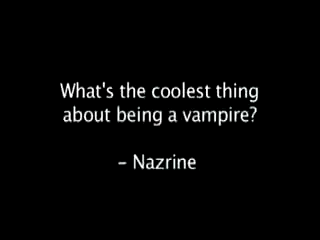 What's the coolest thing
about being a vampire?
– Nazrine